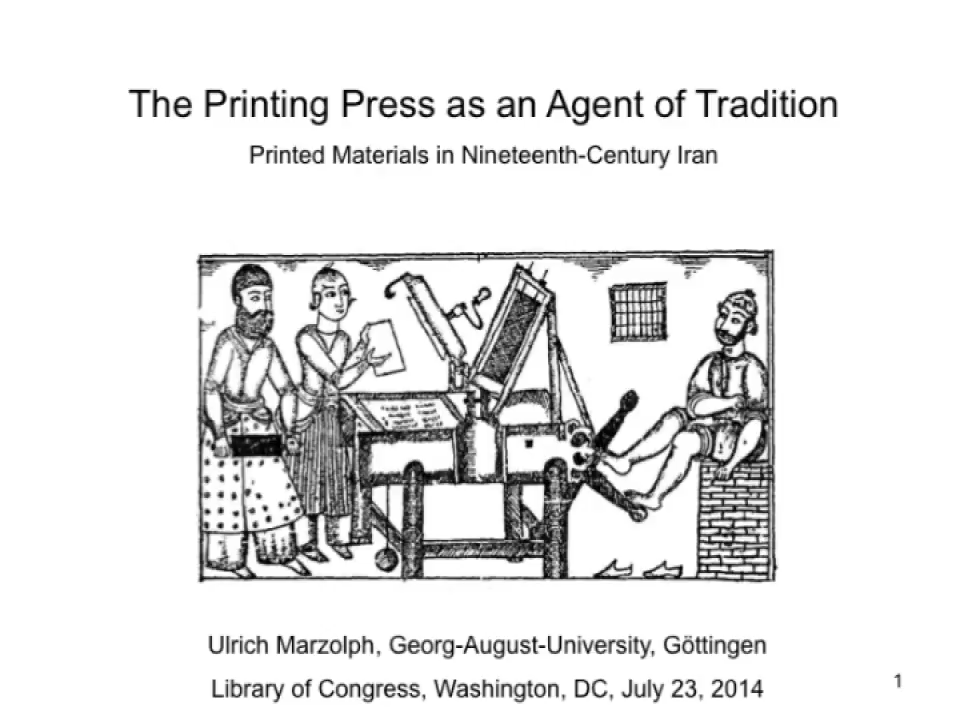 The Printing Press as an Agent of Tradition
Printed Materials in Nineteenth-Century Iran
Ulrich Marzolph, Georg-August-University, Göttingen
Library of Congress, Washington, DC, July 23, 2014
1